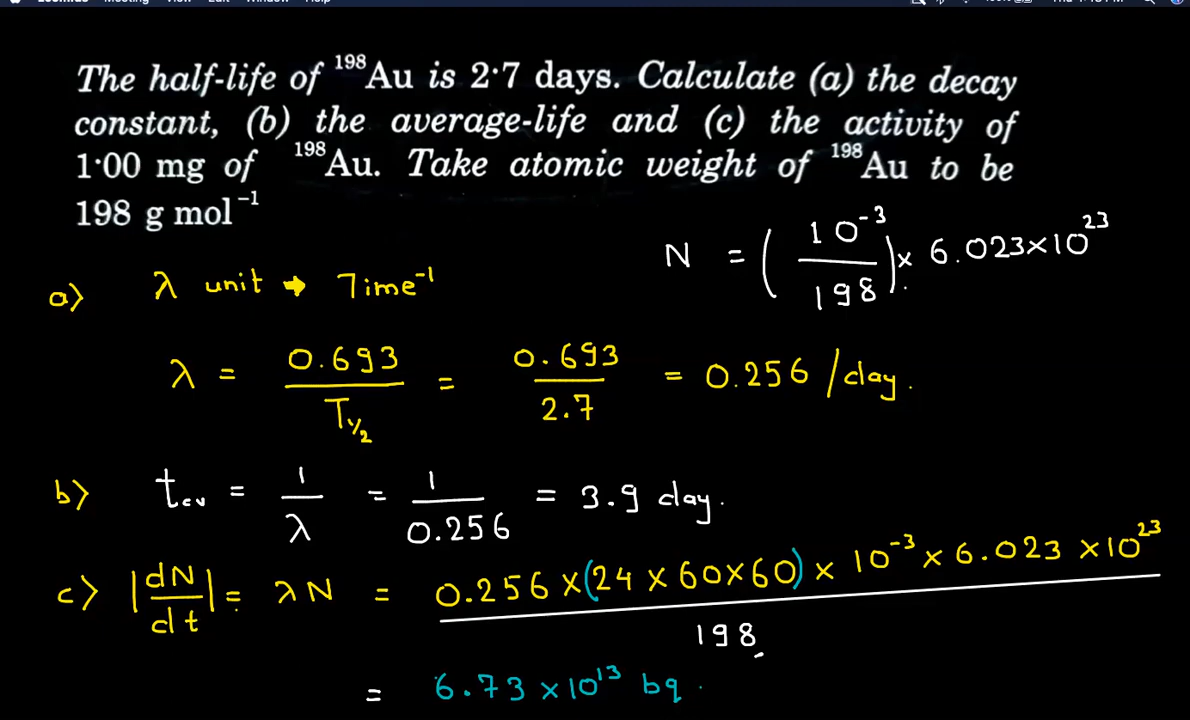 The half-life of ¹⁹⁸Au is 2·7 days. Calculate (a) the decay
constant, (b) the average-life and (c) the activity of
1·00 mg of ¹⁹⁸Au. Take atomic weight of ¹⁹⁸Au to be
198 g mol⁻¹
N = (10⁻³/198) × 6.023×10²³
a) λ unit → Time⁻¹
λ = 0.693/T½ = 0.693/2.7 = 0.256 /day.
b) tav = 1/λ = 1/0.256 = 3.9 day.
c) |dN/dt| = λN = 0.256 × (24 × 60×60) × 10⁻³ × 6.023 ×10²³ / 198
= 6.73 ×10¹³ bq.